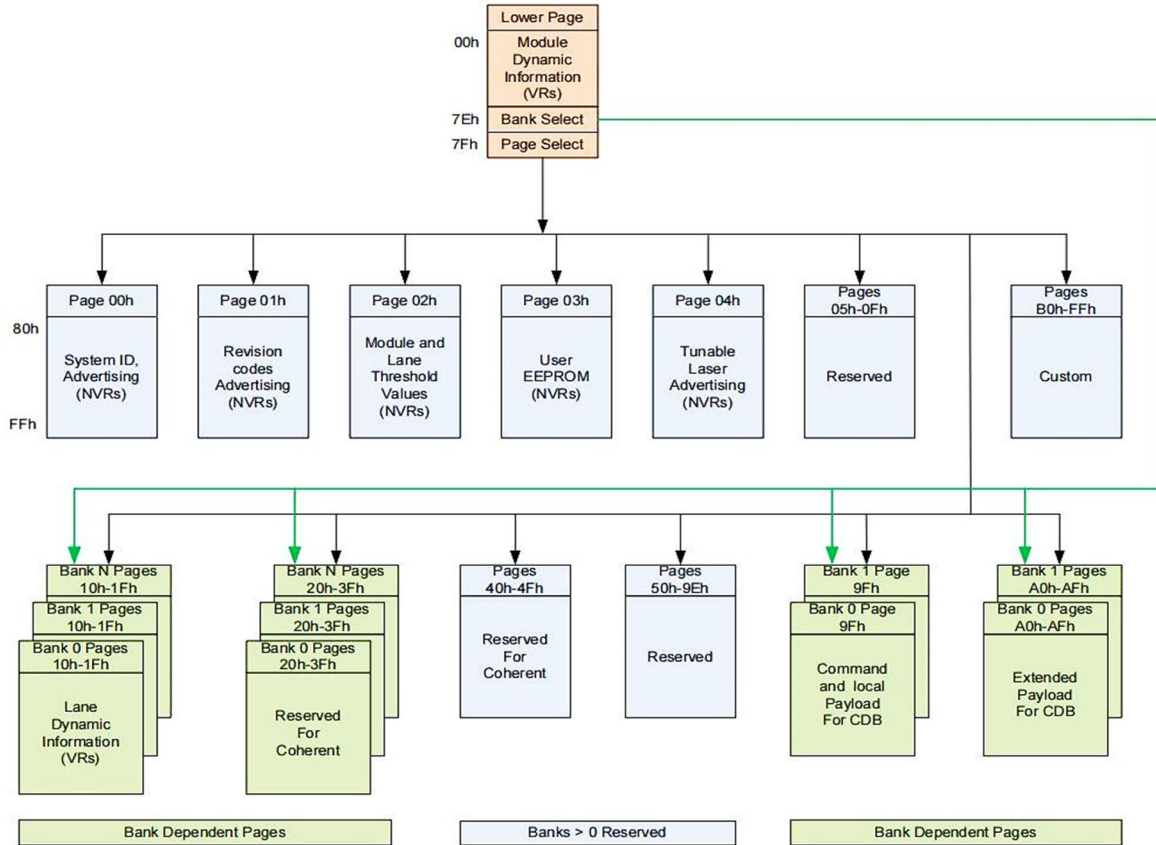 Lower Page
00h
Module
Dynamic
Information
(VRs)
7Eh
Bank Select
7Fh
Page Select
Page 00h
Page 01h
Page 02h
Page 03h
Page 04h
Pages
05h-0Fh
Pages
B0h-FFh
80h
FFh
System ID,
Advertising
(NVRs)
Revision
codes
Advertising
(NVRs)
Module and
Lane
Threshold
Values
(NVRs)
User
EEPROM
(NVRs)
Tunable
Laser
Advertising
(NVRs)
Reserved
Custom
Bank N Pages
10h-1Fh
Bank 1 Pages
10h-1Fh
Bank 0 Pages
10h-1Fh
Lane
Dynamic
Information
(VRs)
Bank N Pages
20h-3Fh
Bank 1 Pages
20h-3Fh
Bank 0 Pages
20h-3Fh
Reserved
For
Coherent
Pages
40h-4Fh
Reserved
For
Coherent
Pages
50h-9Eh
Reserved
Bank 1 Page
9Fh
Bank 0 Page
9Fh
Command
and local
Payload
For CDB
Bank 1 Pages
A0h-AFh
Bank 0 Pages
A0h-AFh
Extended
Payload
For CDB
Bank Dependent Pages
Banks > 0 Reserved
Bank Dependent Pages